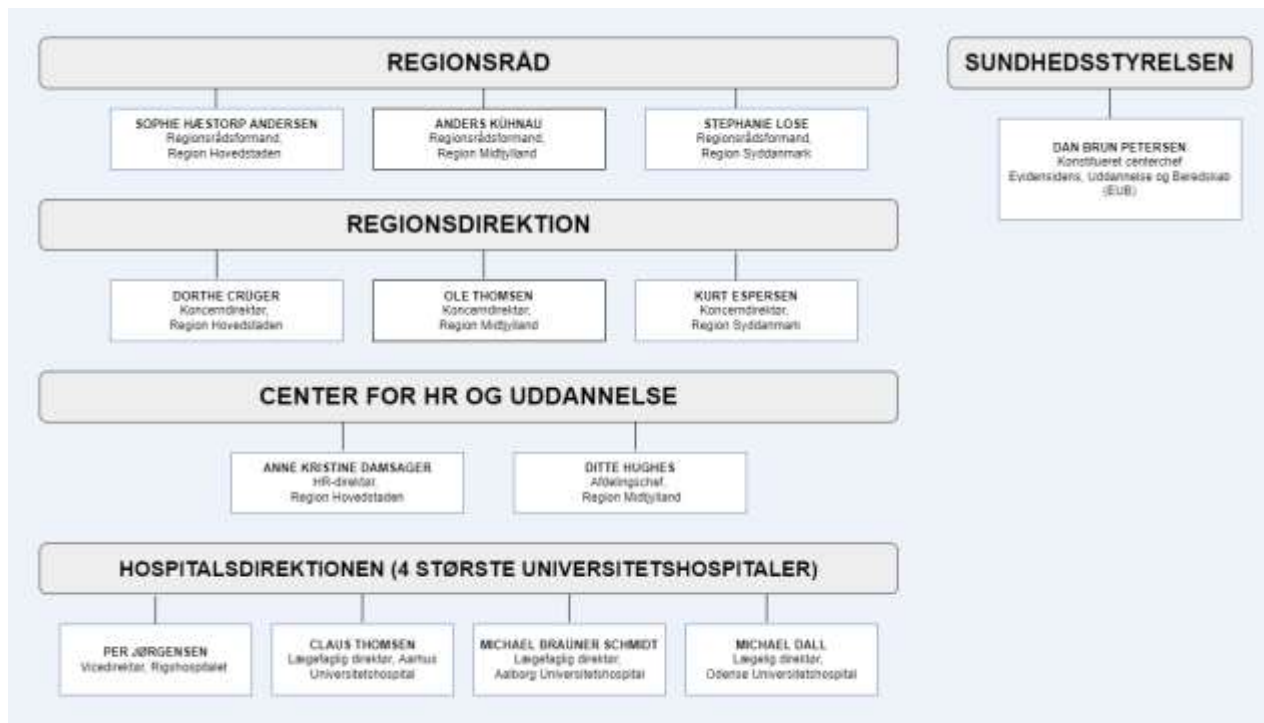 REGIONSRÅD
SOPHIE HÆSTORP ANDERSEN
Regionsrådsformand,
Region Hovedstaden
ANDERS KÜHNAU
Regionsrådsformand,
Region Midtjylland
STEPHANIE LOSE
Regionsrådsformand,
Region Syddanmark
SUNDHEDSSTYRELSEN
DAN BRUN PETERSEN
Konstitueret centerchef
Evidensidens, Uddannelse og Beredskab
(EUB)
REGIONSDIREKTION
DORTHE CRÜGER
Koncerndirektør,
Region Hovedstaden
OLE THOMSEN
Koncerndirektør,
Region Midtjylland
KURT ESPERSEN
Koncerndirektør,
Region Syddanmark
CENTER FOR HR OG UDDANNELSE
ANNE KRISTINE DAMSAGER
HR-direktør,
Region Hovedstaden
DITTE HUGHES
Afdelingschef,
Region Midtjylland
HOSPITALSDIREKTIONEN (4 STØRSTE UNIVERSITETSHOSPITALER)
PER JØRGENSEN
Vicedirektør, Rigshospitalet
CLAUS THOMSEN
Lægefaglig direktør, Aarhus
Universitetshospital
MICHAEL BRAUNER SCHMIDT
Lægefaglig direktør,
Aalborg Universitetshospital
MICHAEL DALL
Lægelig direktør,
Odense Universitetshospital